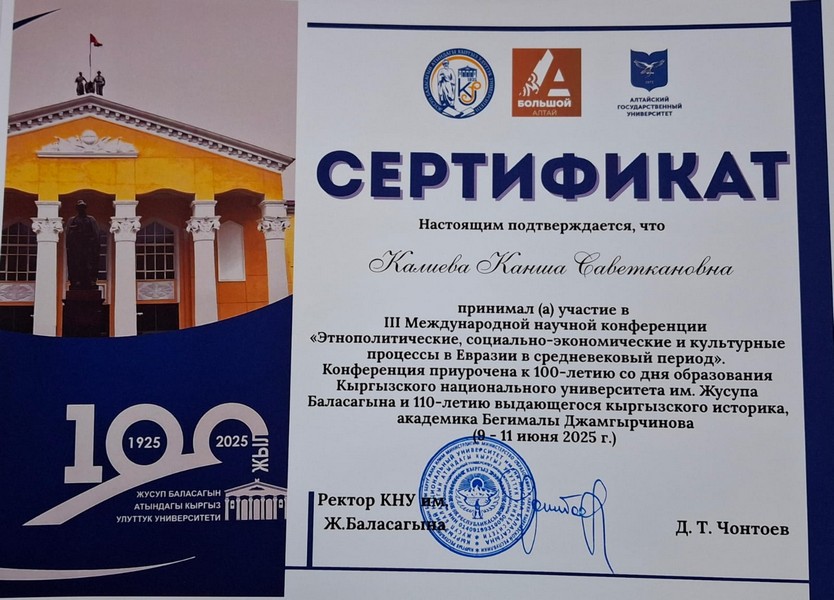 БОЛЬШОЙ
АЛТАЙ
АЛТАЙСКИЙ
ГОСУДАРСТВЕННЫЙ
УНИВЕРСИТЕТ
СЕРТИФИКАТ
Настоящим подтверждается, что
Калиева Канша Саветкановна
принимал (а) участие в
III Международной научной конференции
«Этнополитические, социально-экономические и культурные
процессы в Евразии в средневековый период».
Конференция приурочена к 100-летию со дня образования
Кыргызского национального университета им. Жусупа
Баласагына и 110-летию выдающегося кыргызского историка,
академика Бегималы Джамгырчинова
(9 - 11 июня 2025 г.)
100
1925
2025
ЖЫЛ
ЖУСУП БАЛАСАГЫН
АТЫНДАГЫ КЫРГЫЗ
УЛУТТУК УНИВЕРСИТЕТИ
Ректор КНУ им.
Ж.Баласагына
Д. Т. Чонтоев